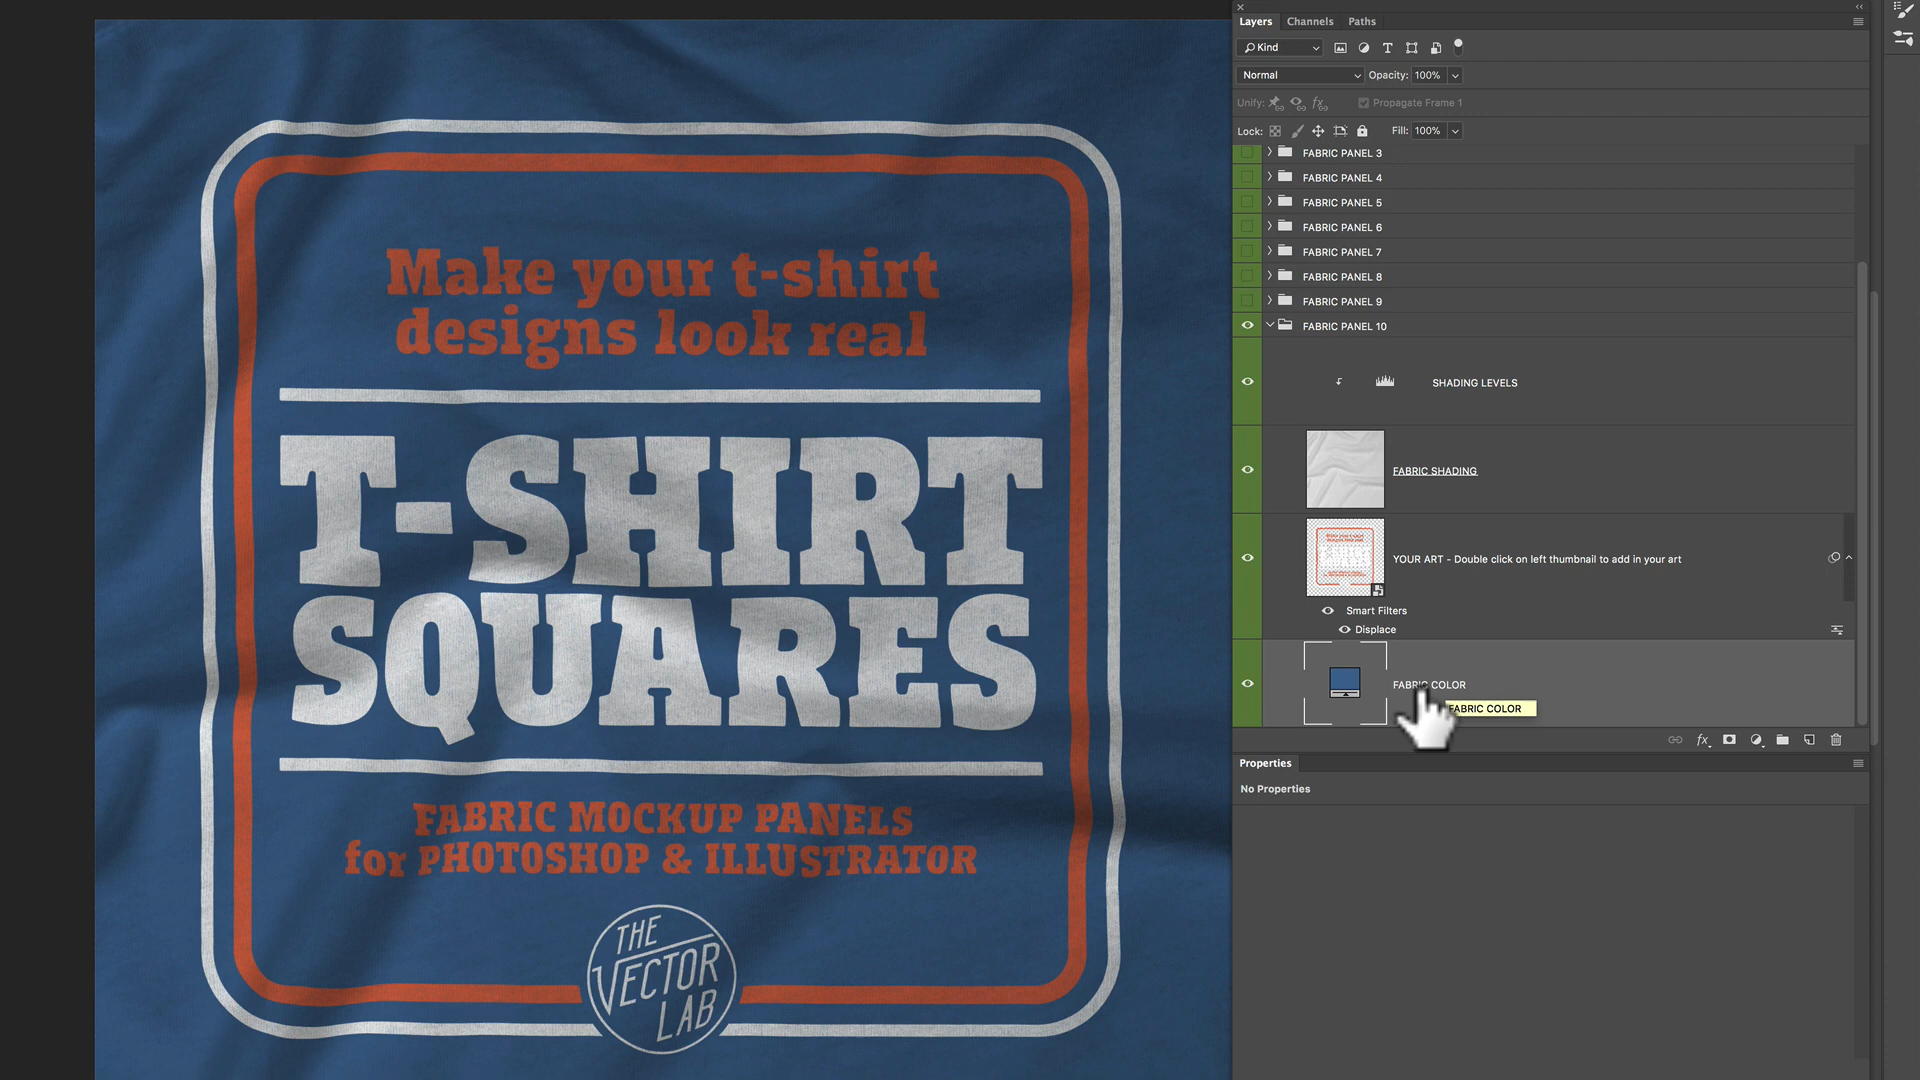 Make your t-shirt
designs look real
T-SHIRT
SQUARES
FABRIC MOCKUP PANELS
for PHOTOSHOP & ILLUSTRATOR
THE
VECTOR
LAB
Layers
Channels
Paths
Kind
Normal
Opacity: 100%
Unify:
Propagate Frame 1
Lock:
Fill: 100%
FABRIC PANEL 3
FABRIC PANEL 4
FABRIC PANEL 5
FABRIC PANEL 6
FABRIC PANEL 7
FABRIC PANEL 8
FABRIC PANEL 9
FABRIC PANEL 10
SHADING LEVELS
FABRIC SHADING
YOUR ART - Double click on left thumbnail to add in your art
Smart Filters
Displace
FABRIC COLOR
FABRIC COLOR
fx
Properties
No Properties